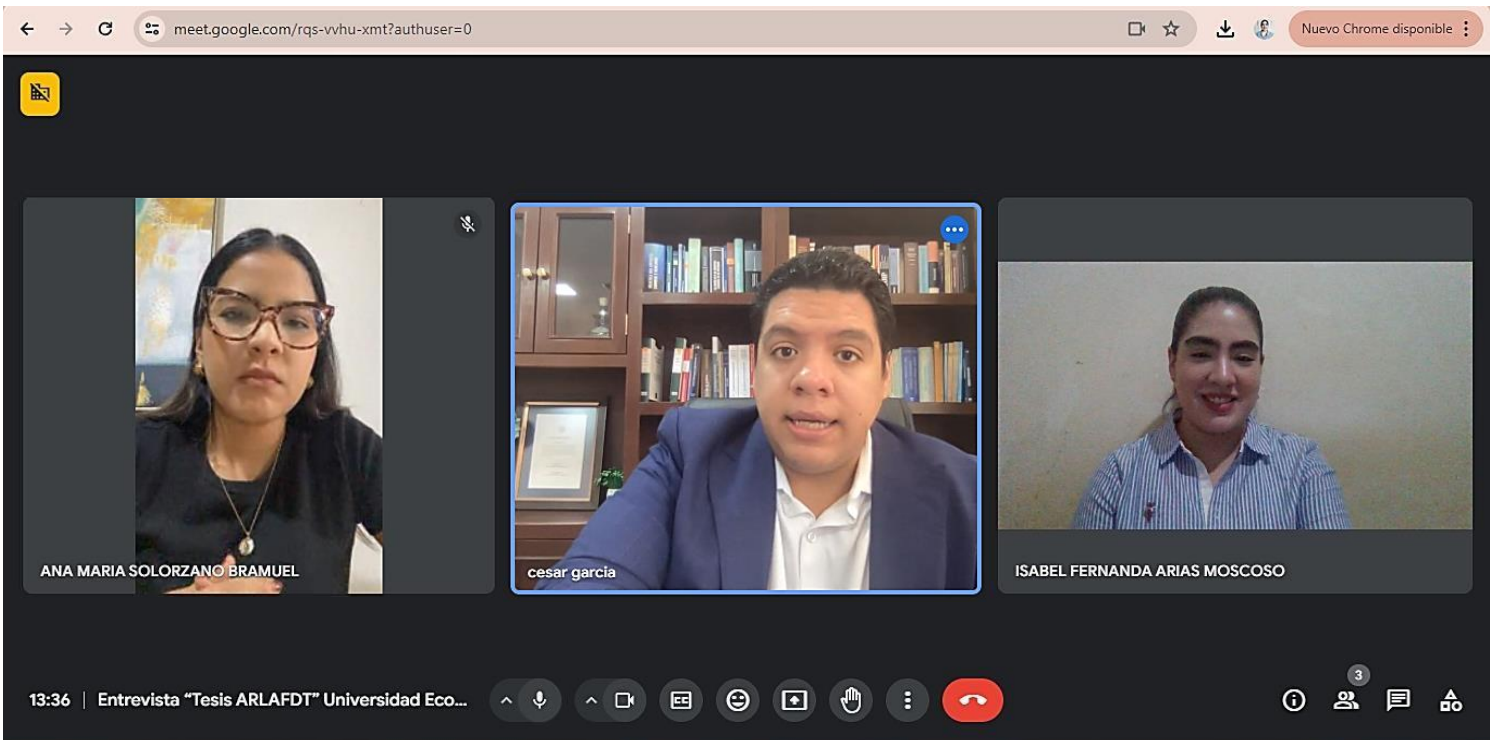 meet.google.com/rqs-vvhu-xmt?authuser=0
Nuevo Chrome disponible
ANA MARIA SOLORZANO BRAMUEL
cesar garcia
ISABEL FERNANDA ARIAS MOSCOSO
3
13:36 | Entrevista “Tesis ARLAFDT” Universidad Eco...
CC